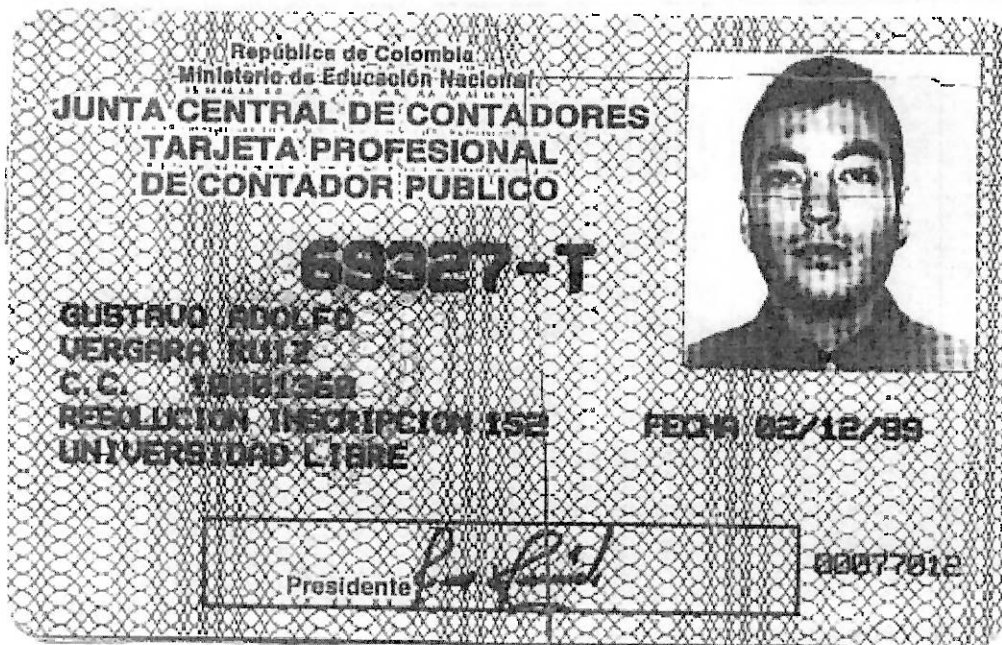 República de Colombia
Ministerio de Educación Nacional
JUNTA CENTRAL DE CONTADORES
TARJETA PROFESIONAL
DE CONTADOR PUBLICO
69327-T
GUSTAVO ADOLFO
VERGARA RUIZ
C.C.
RESOLUCION INSCRIPCION 152 FECHA 02/12/99
UNIVERSIDAD LIBRE
Presidente
00077012